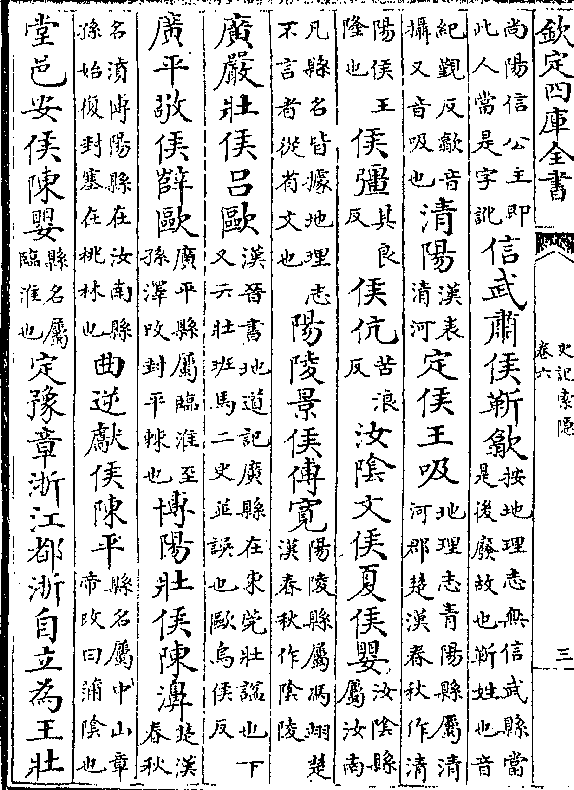 欽定四庫全書
史記索隱
卷六
三
尚陽信公主即
此人當是字訛
信武肅侯靳歙
按地理志無信武縣當
是後廢故也靳姓也音
紀覲反歙音
攝又音吸也
清陽
漢表
清河
定侯王吸
地理志青陽縣屬清
河郡楚漢春秋作清
陽侯王
隆也
侯彊
其良
反
侯伉
苦浪
反
汝陰文侯夏侯嬰
汝陰縣
屬汝南
凡縣名皆據地理志
不言者從省文也
陽陵景侯傅寛
陽陵縣屬馮翊楚
漢春秋作陰陵
廣嚴壯侯吕歐
漢晉書地道記廣縣在東莞壯諡也下
又云壯班馬二史並誤也歐烏侯反
廣平敬侯薛歐
廣平縣屬臨淮至
孫澤改封平棘也
博陽壯侯陳濞
楚漢
春秋
名濆博陽縣在汝南縣
孫始復封塞在桃林也
曲逆獻侯陳平
縣名屬中山章
帝改曰蒲陰也
堂邑安侯陳嬰
縣名屬
臨淮也
定豫章浙江都浙自立為王壯